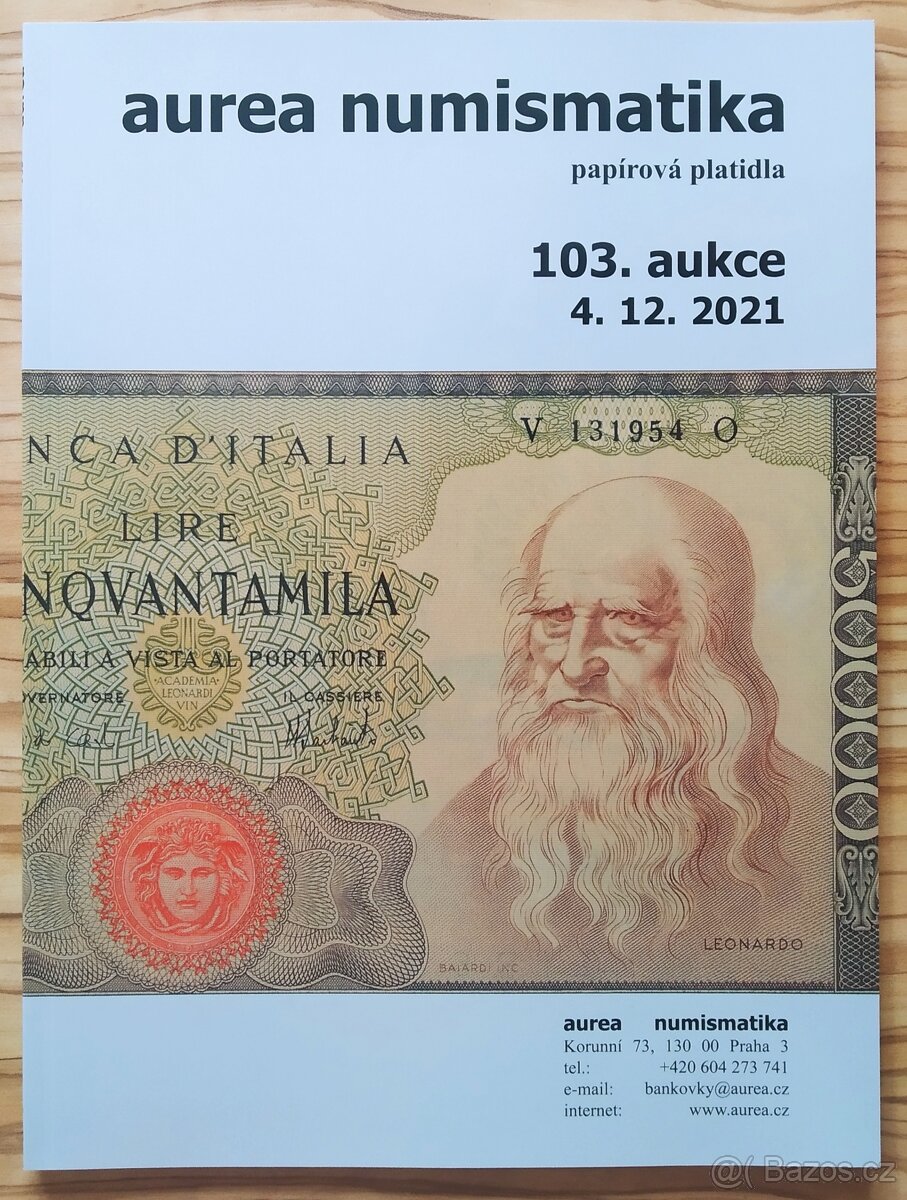 aurea numismatika
papírová platidla
103. aukce
4. 12. 2021
NCA D'ITALIA
V 131954 O
LIRE
NQVANTAMILA
ABILI A VISTA AL PORTATORE
VERNATORE
IL CASSIERE
·ACADEMIA·
LEONARDI
VIN
50000
LEONARDO
BAIARDI INC
aurea numismatika
Korunní 73, 130 00 Praha 3
tel.: +420 604 273 741
e-mail: bankovky@aurea.cz
internet: www.aurea.cz
@( Bazos.cz